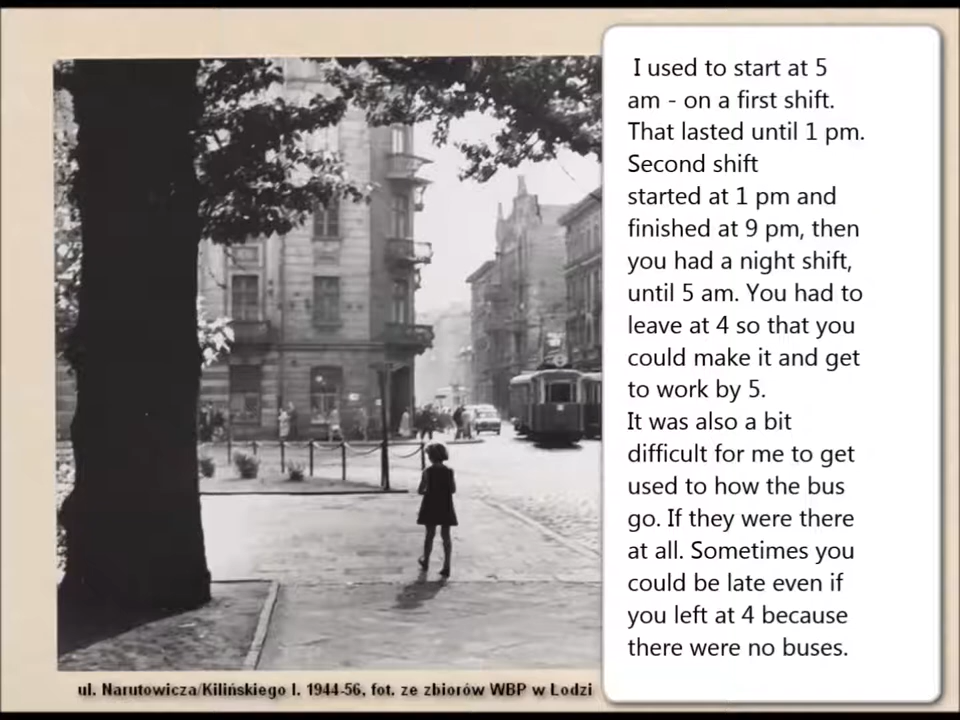 I used to start at 5
am - on a first shift.
That lasted until 1 pm.
Second shift
started at 1 pm and
finished at 9 pm, then
you had a night shift,
until 5 am. You had to
leave at 4 so that you
could make it and get
to work by 5.
It was also a bit
difficult for me to get
used to how the bus
go. If they were there
at all. Sometimes you
could be late even if
you left at 4 because
there were no buses.
ul. Narutowicza/Kilińskiego l. 1944-56, fot. ze zbiorów WBP w Łodzi